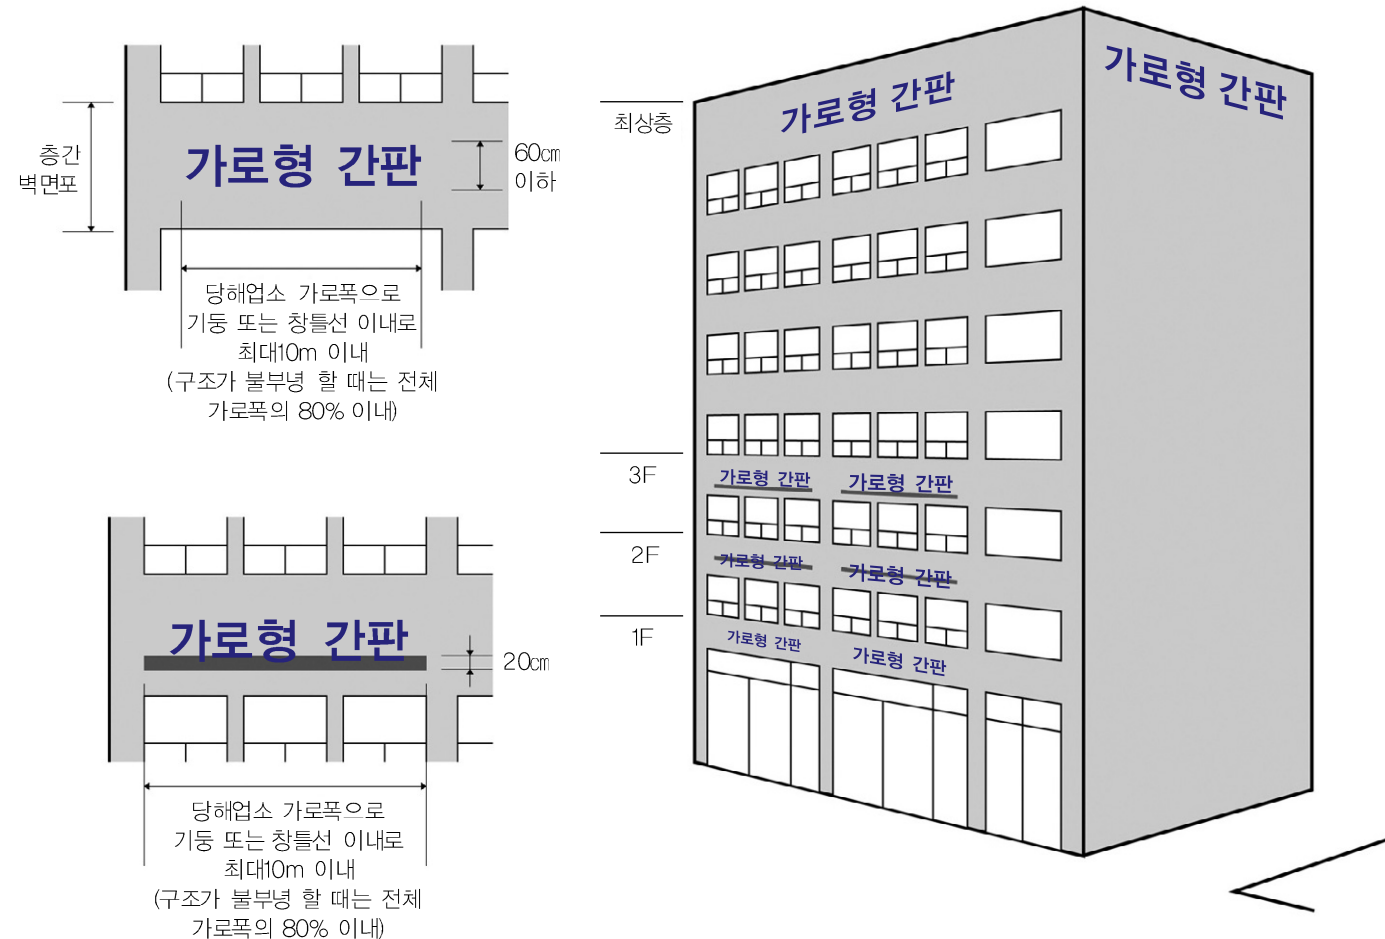 층간
벽면포
가로형 간판
60cm
이하
당해업소 가로폭으로
기둥 또는 창틀선 이내로
최대10m 이내
(구조가 불부녕 할 때는 전체
가로폭의 80% 이내)
가로형 간판
20cm
당해업소 가로폭으로
기둥 또는 창틀선 이내로
최대10m 이내
(구조가 불부녕 할 때는 전체
가로폭의 80% 이내)
가로형 간판
가로형 간판
최상층
3F
가로형 간판
가로형 간판
2F
가로형 간판
가로형 간판
1F
가로형 간판
가로형 간판